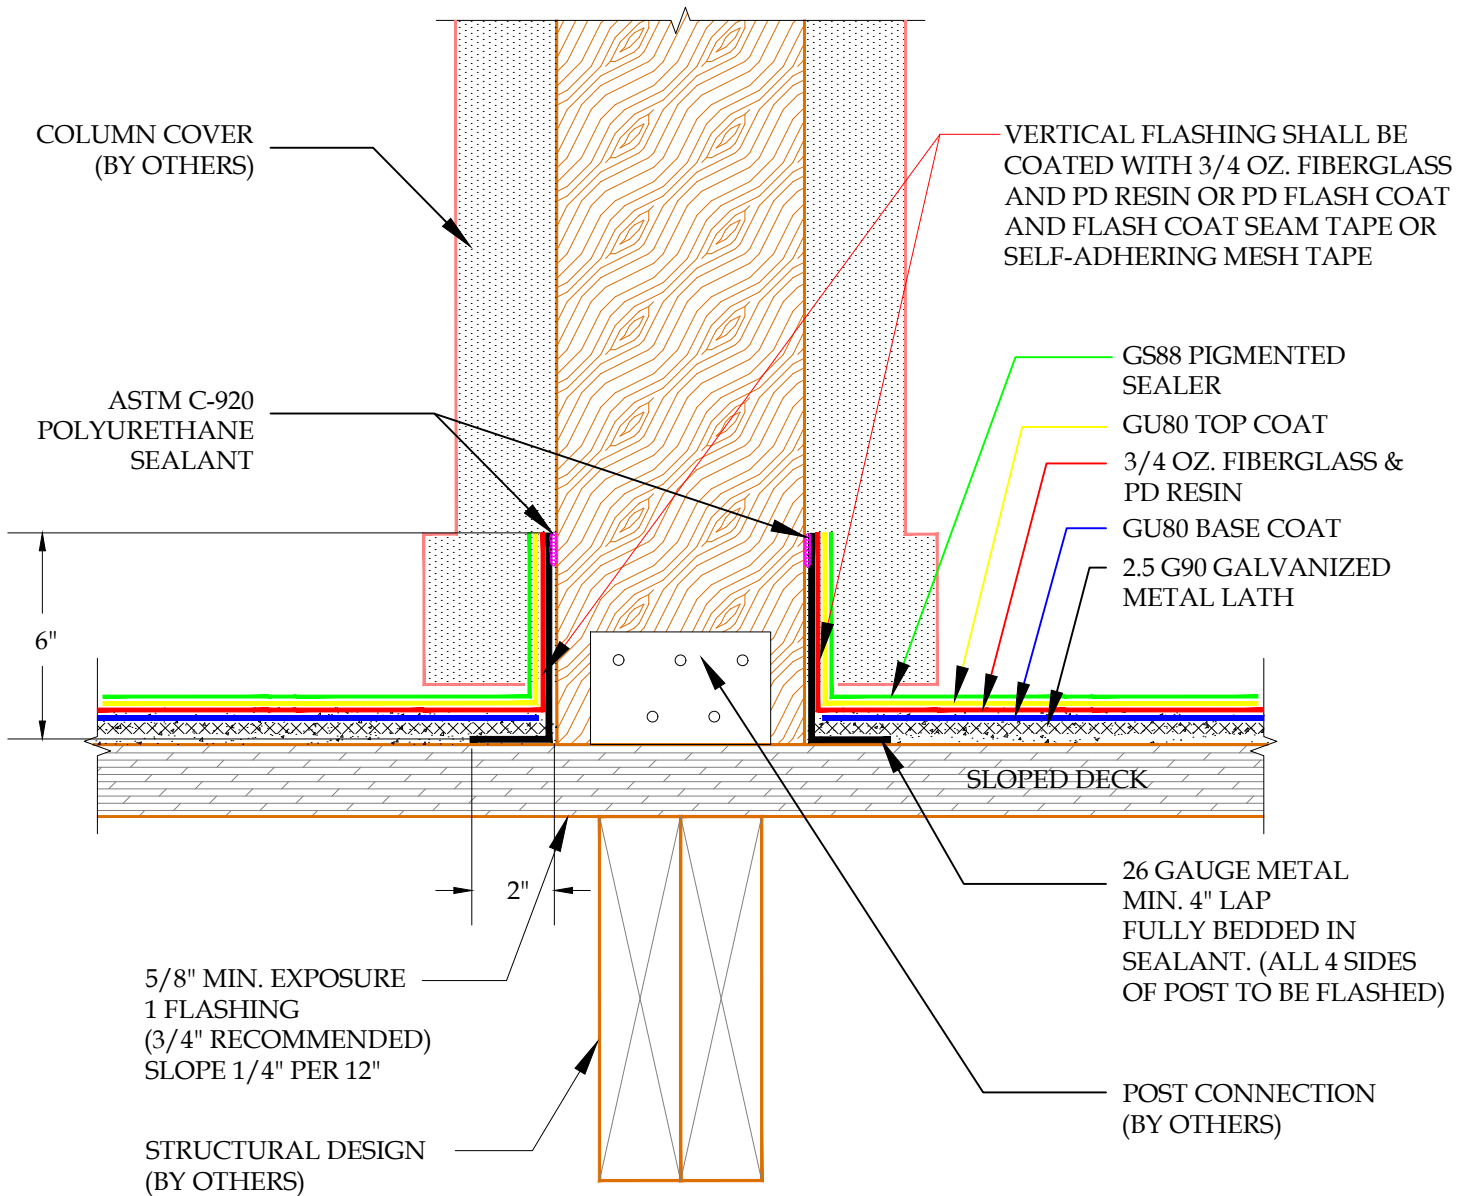 COLUMN COVER
(BY OTHERS)
VERTICAL FLASHING SHALL BE
COATED WITH 3/4 OZ. FIBERGLASS
AND PD RESIN OR PD FLASH COAT
AND FLASH COAT SEAM TAPE OR
SELF-ADHERING MESH TAPE
ASTM C-920
POLYURETHANE
SEALANT
GS88 PIGMENTED
SEALER
GU80 TOP COAT
3/4 OZ. FIBERGLASS &
PD RESIN
GU80 BASE COAT
2.5 G90 GALVANIZED
METAL LATH
6"
SLOPED DECK
2"
26 GAUGE METAL
MIN. 4" LAP
FULLY BEDDED IN
SEALANT. (ALL 4 SIDES
OF POST TO BE FLASHED)
5/8" MIN. EXPOSURE
1 FLASHING
(3/4" RECOMMENDED)
SLOPE 1/4" PER 12"
POST CONNECTION
(BY OTHERS)
STRUCTURAL DESIGN
(BY OTHERS)